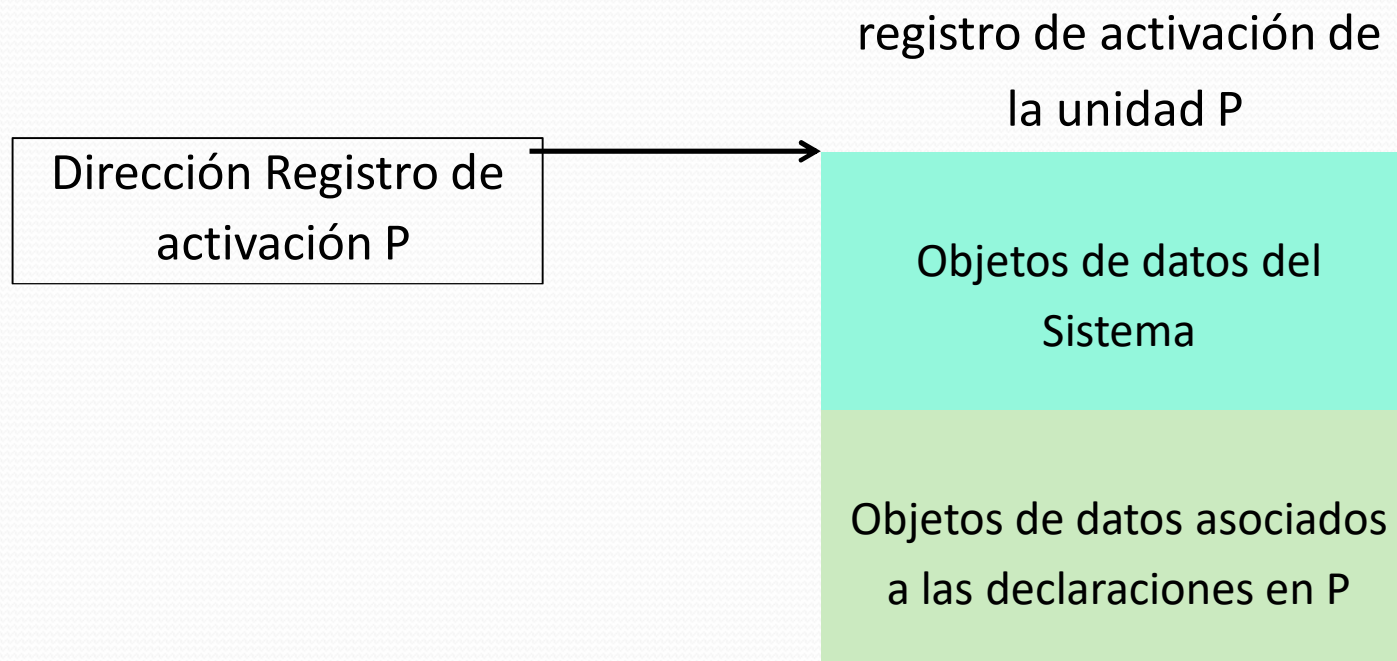 registro de activación de
la unidad P
Dirección Registro de
activación P
Objetos de datos del
Sistema
Objetos de datos asociados
a las declaraciones en P